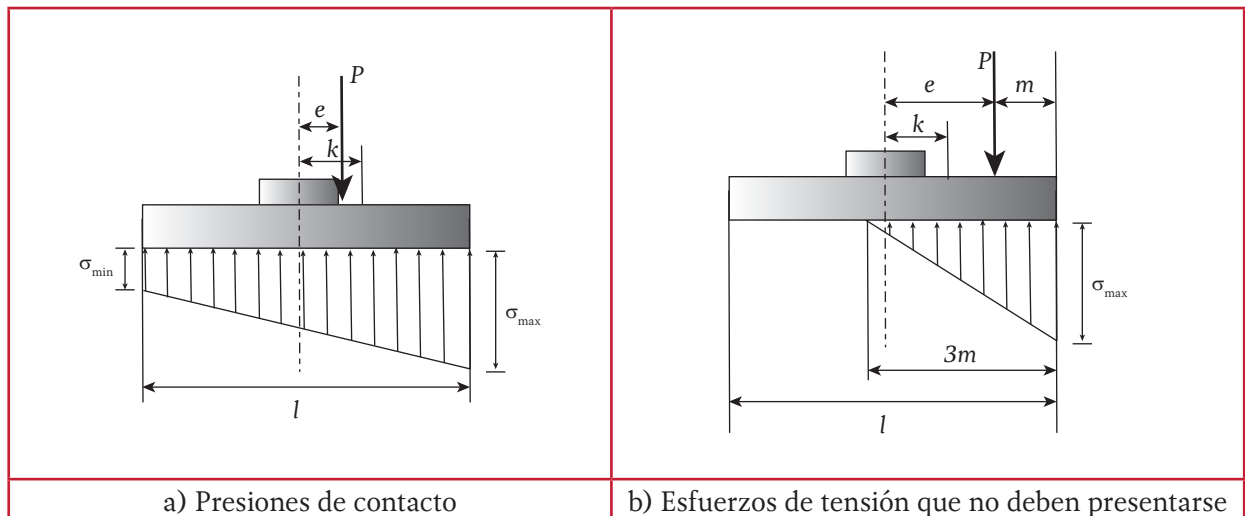 P
e
k
σmin
σmax
l
P
e
m
k
σmax
3m
l
a) Presiones de contacto
b) Esfuerzos de tensión que no deben presentarse